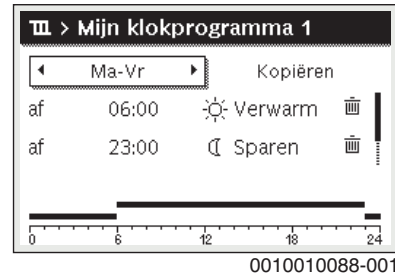 > Mijn klokprogramma 1
Ma-Vr Kopiëren
af 06:00 Verwarm
af 23:00 Sparen
0 6 12 18 24
0010010088-001